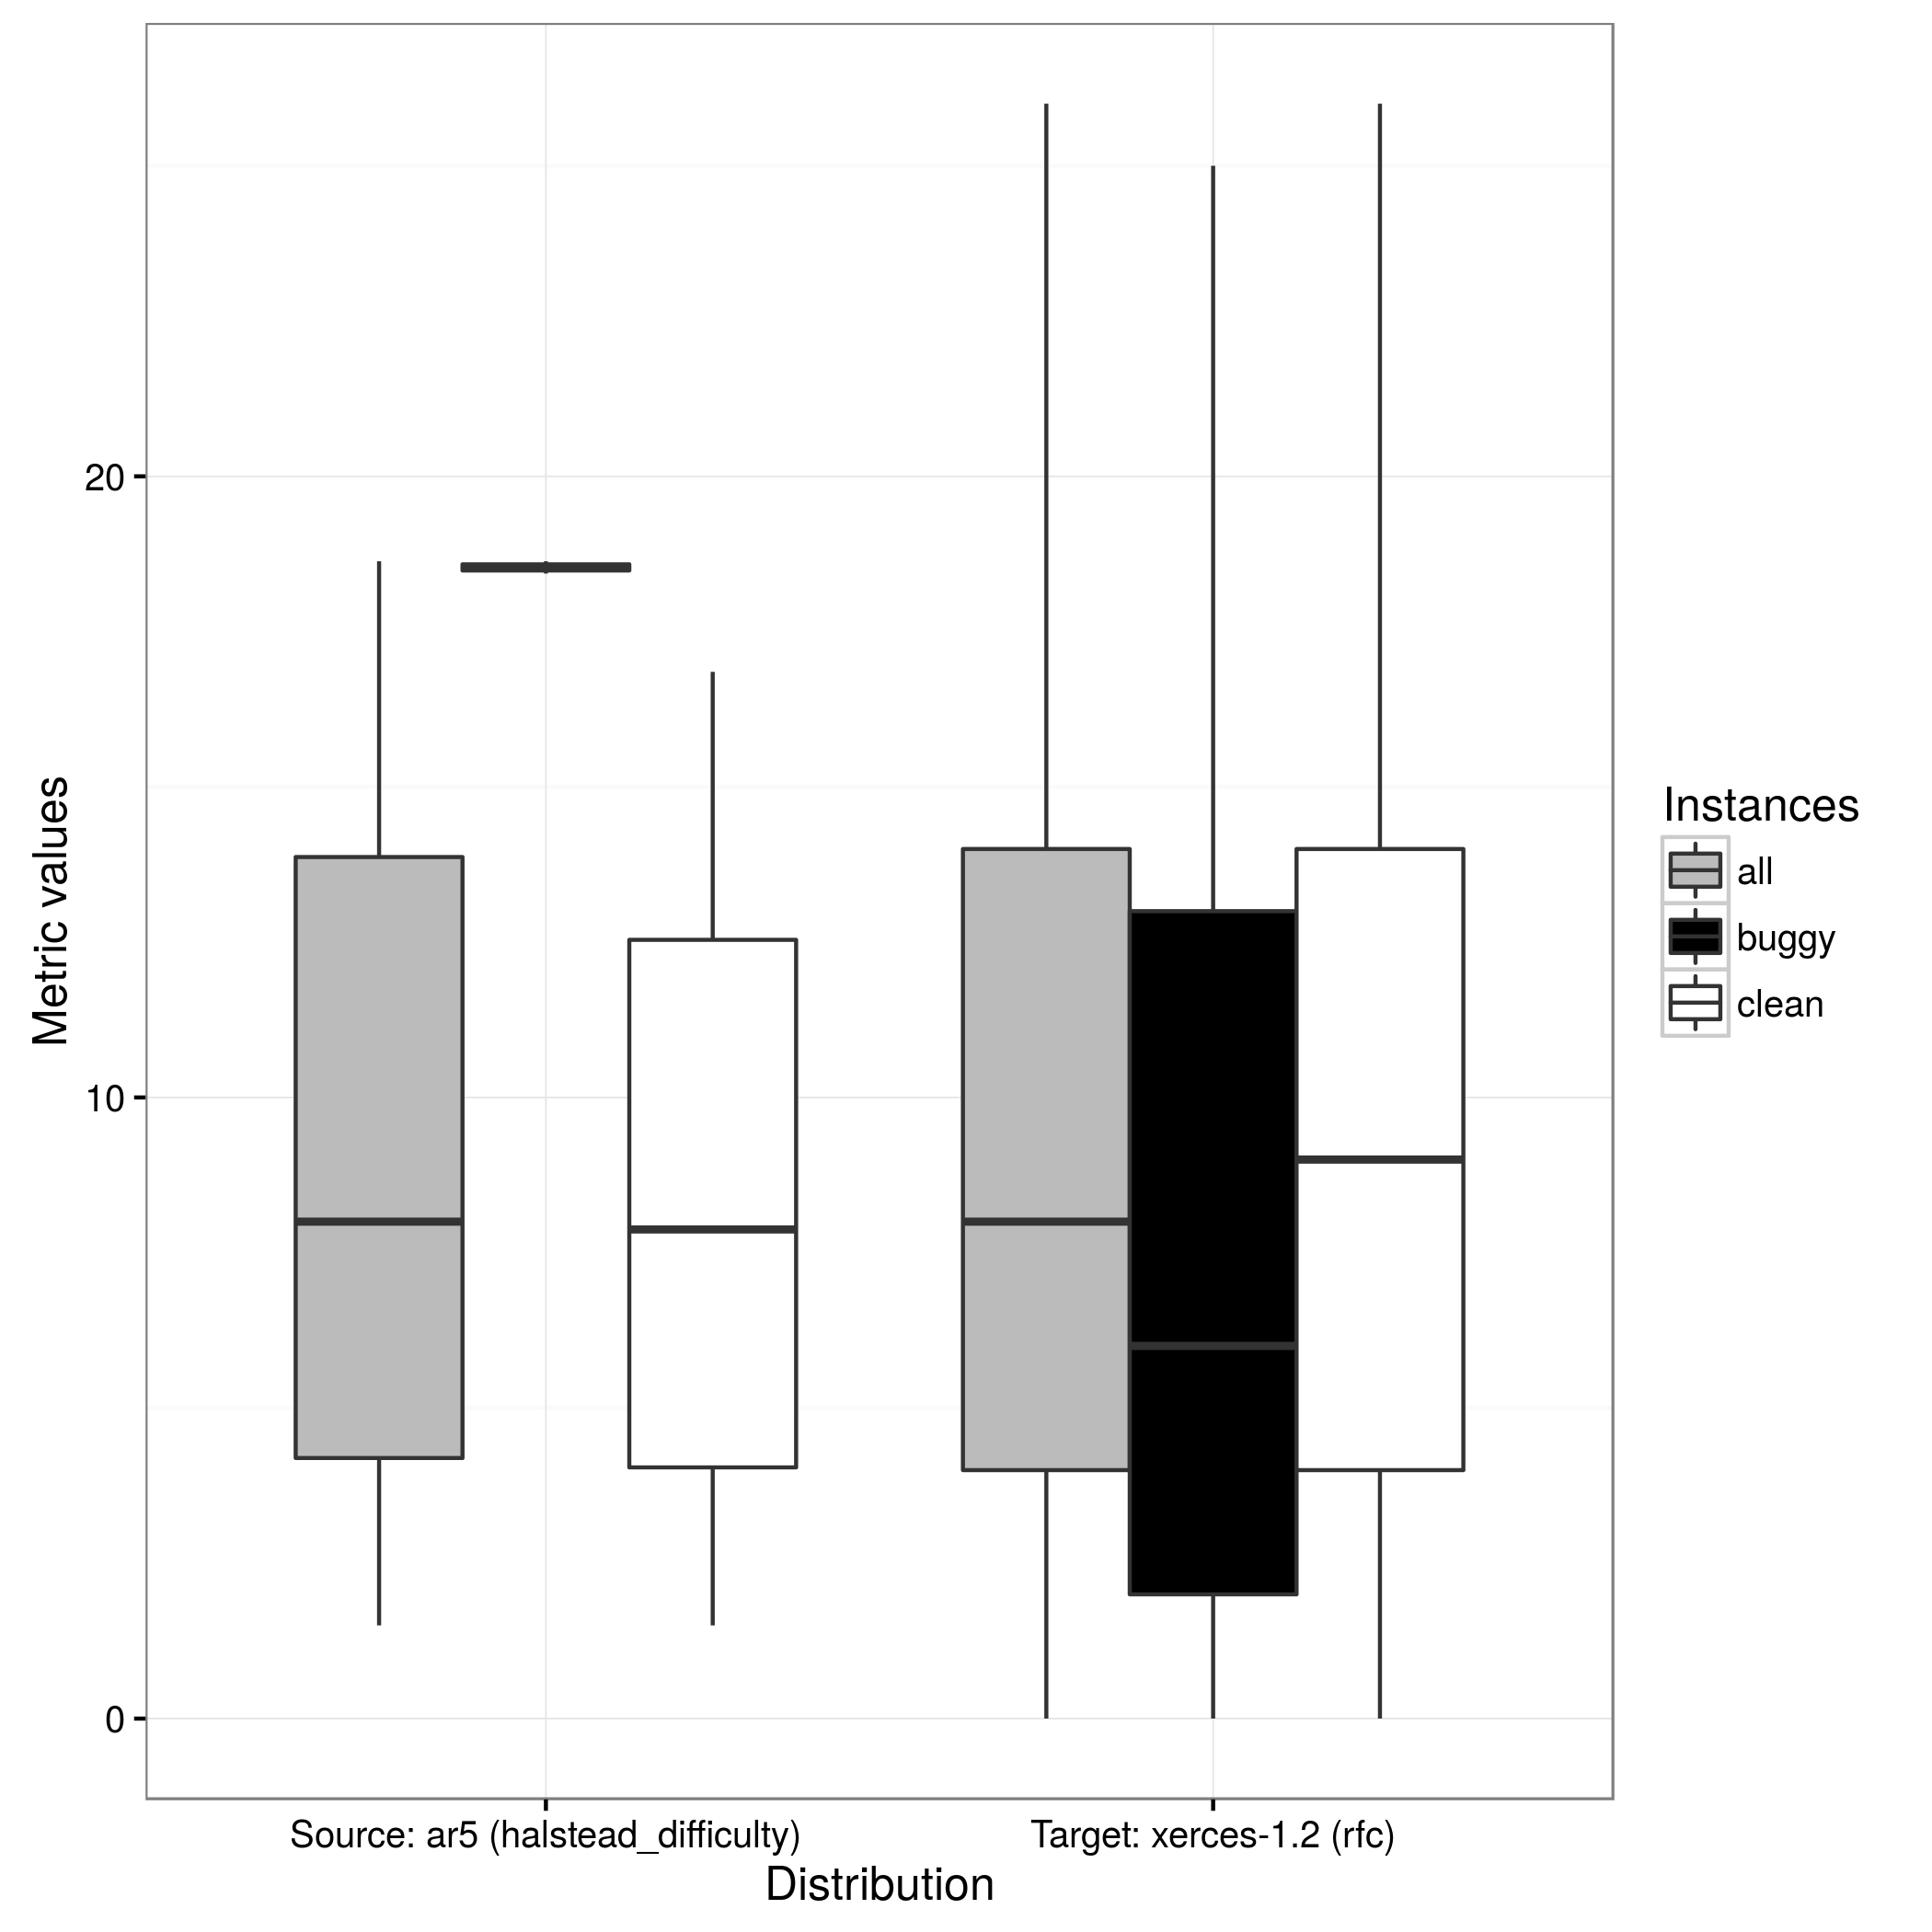 20
10
0
Metric values
Source: ar5 (halstead_difficulty)
Target: xerces-1.2 (rfc)
Distribution
Instances
all
buggy
clean